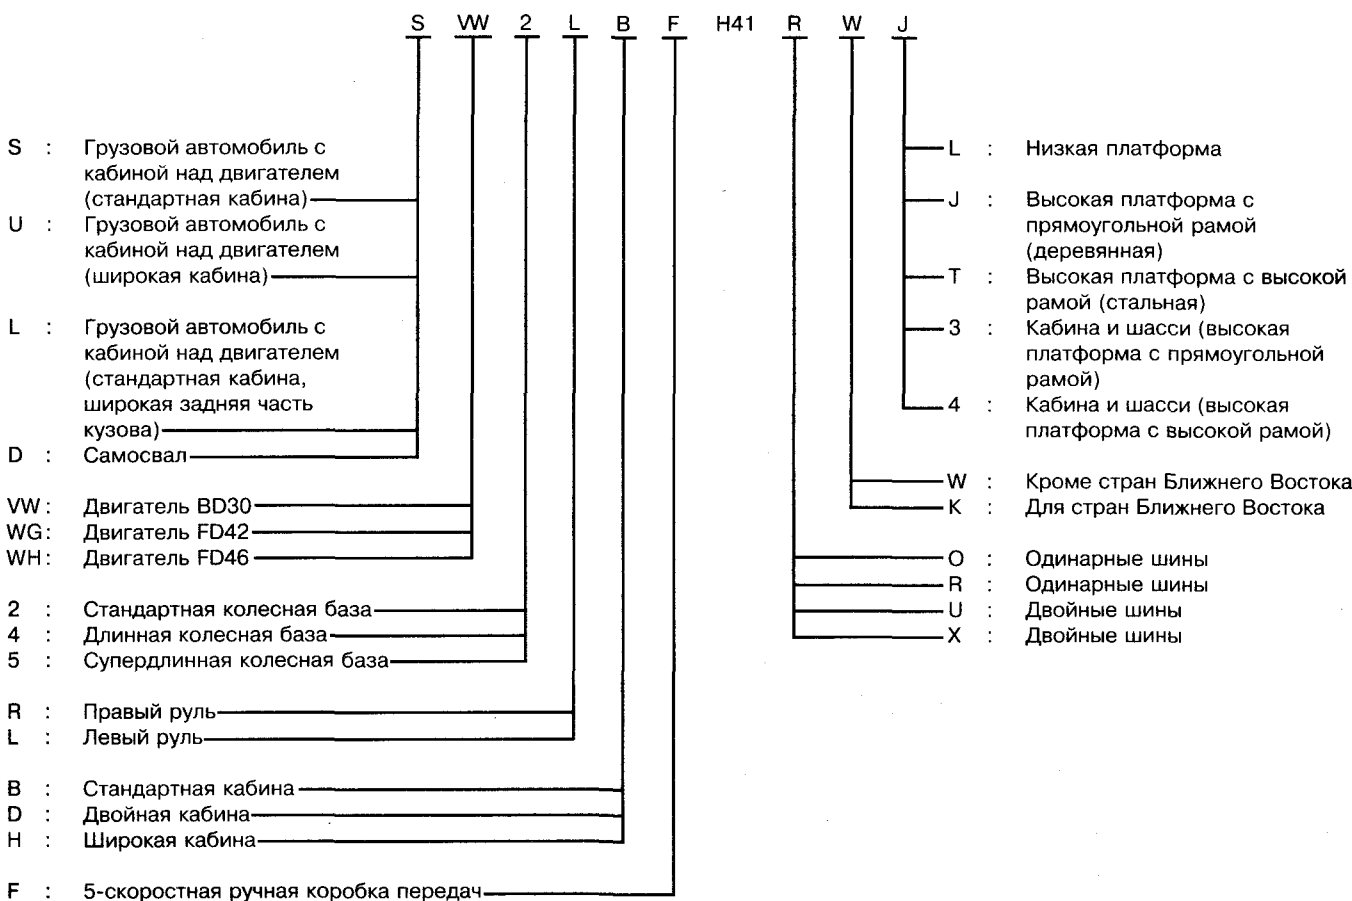 S VW 2 L B F H41 R W J
S : Грузовой автомобиль с
кабиной над двигателем
(стандартная кабина)
U : Грузовой автомобиль с
кабиной над двигателем
(широкая кабина)
L : Грузовой автомобиль с
кабиной над двигателем
(стандартная кабина,
широкая задняя часть
кузова)
D : Самосвал
VW : Двигатель BD30
WG : Двигатель FD42
WH : Двигатель FD46
2 : Стандартная колесная база
4 : Длинная колесная база
5 : Супердлинная колесная база
R : Правый руль
L : Левый руль
B : Стандартная кабина
D : Двойная кабина
H : Широкая кабина
F : 5-скоростная ручная коробка передач
L : Низкая платформа
J : Высокая платформа с
прямоугольной рамой
(деревянная)
T : Высокая платформа с высокой
рамой (стальная)
3 : Кабина и шасси (высокая
платформа с прямоугольной
рамой)
4 : Кабина и шасси (высокая
платформа с высокой рамой)
W : Кроме стран Ближнего Востока
K : Для стран Ближнего Востока
O : Одинарные шины
R : Одинарные шины
U : Двойные шины
X : Двойные шины